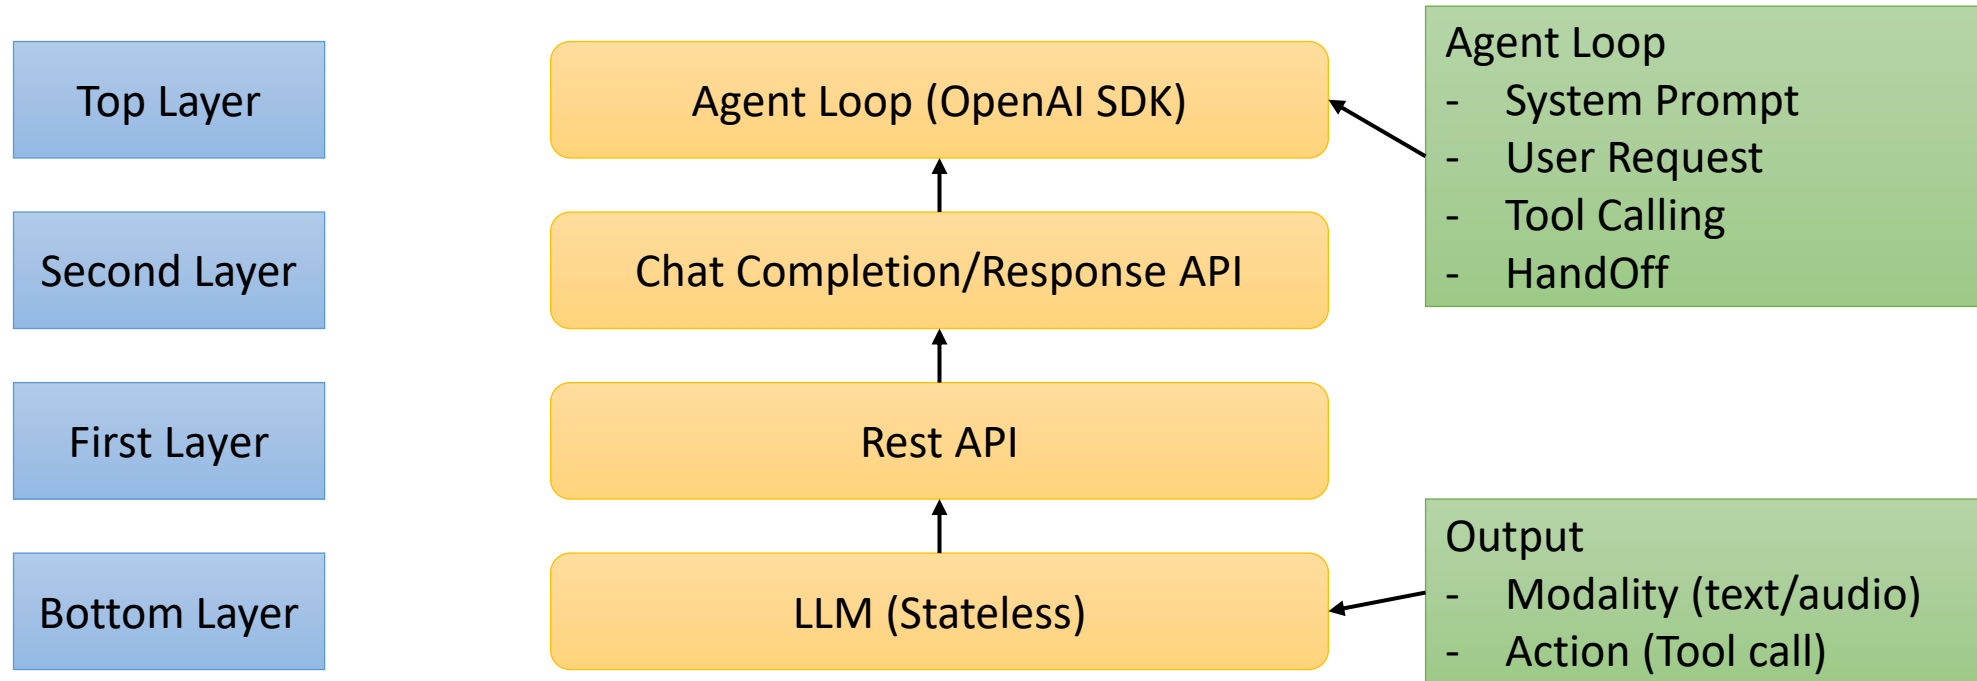 Top Layer
Agent Loop (OpenAI SDK)
Agent Loop
- System Prompt
- User Request
- Tool Calling
- HandOff
Second Layer
Chat Completion/Response API
First Layer
Rest API
Bottom Layer
LLM (Stateless)
Output
- Modality (text/audio)
- Action (Tool call)